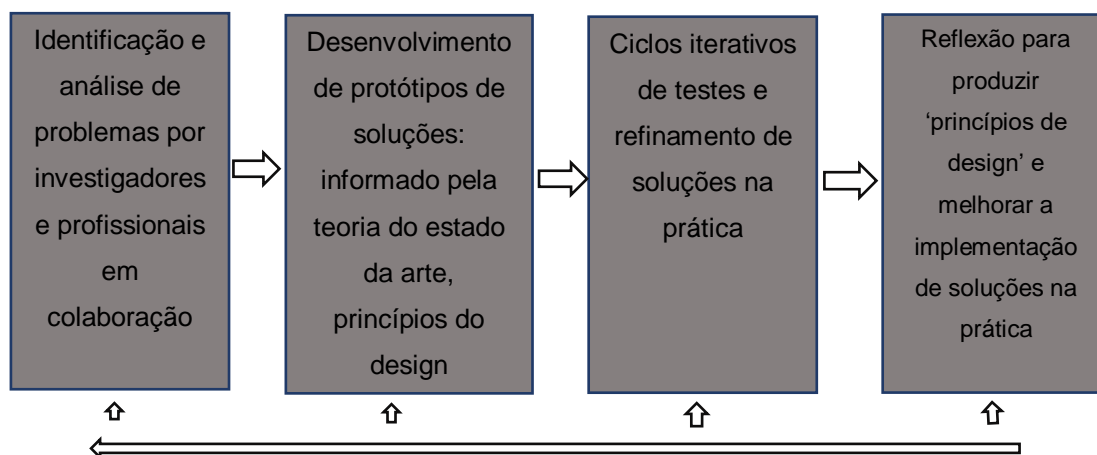 Identificação e
análise de
problemas por
investigadores
e profissionais
em
colaboração
Desenvolvimento
de protótipos de
soluções:
informado pela
teoria do estado
da arte,
princípios do
design
Ciclos iterativos
de testes e
refinamento de
soluções na
prática
Reflexão para
produzir
‘princípios de
design’ e
melhorar a
implementação
de soluções na
prática